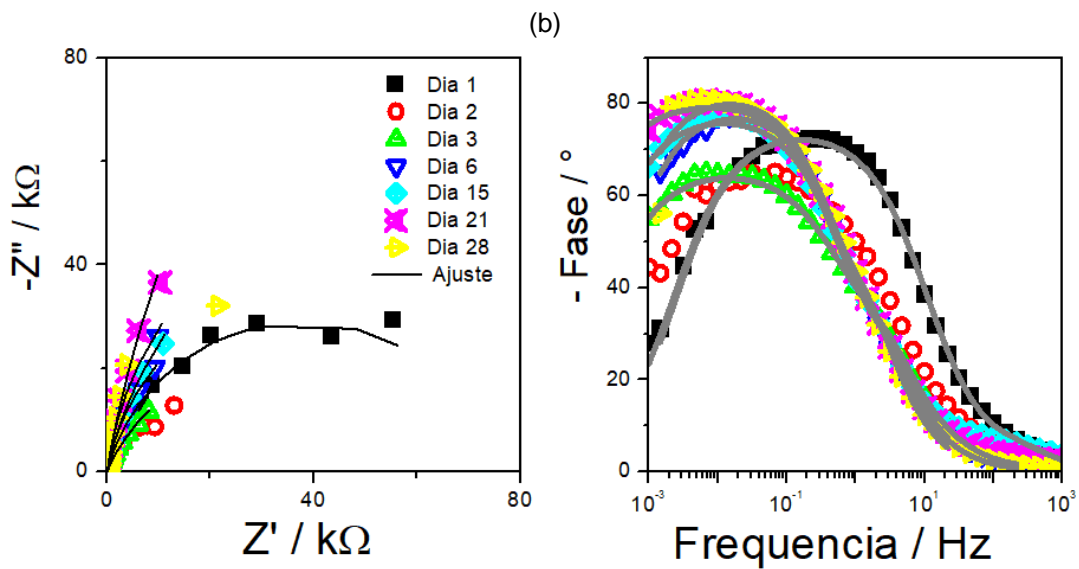 (b)
80
40
0
0
40
80
-Z" / kΩ
Z' / kΩ
Dia 1
Dia 2
Dia 3
Dia 6
Dia 15
Dia 21
Dia 28
Ajuste
80
60
40
20
0
10⁻³
10⁻¹
10¹
10³
- Fase / °
Frequencia / Hz